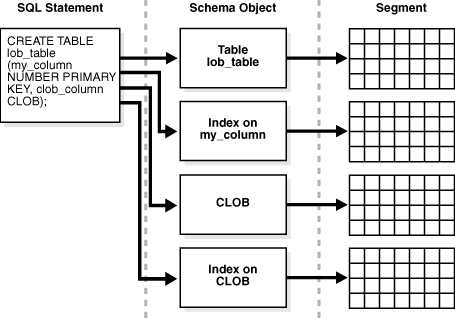 SQL Statement
Schema Object
Segment
CREATE TABLE
lob_table
(my_column
NUMBER PRIMARY
KEY, clob_column
CLOB);
Table
lob_table
Index on
my_column
CLOB
Index on
CLOB